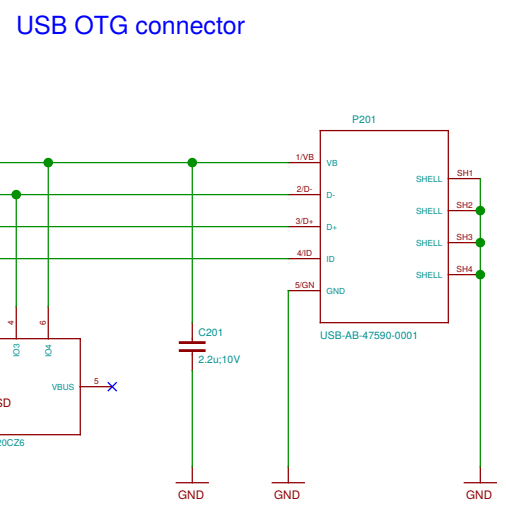 USB OTG connector
P201
1/VB
VB
SHELL
SH1
2/D-
D-
SHELL
SH2
3/D+
D+
SHELL
SH3
4/ID
ID
SHELL
SH4
5/GN
GND
4
6
IO3
IO4
C201
2.2u;10V
USB-AB-47590-0001
VBUS
5
SD
20CZ6
GND
GND
GND